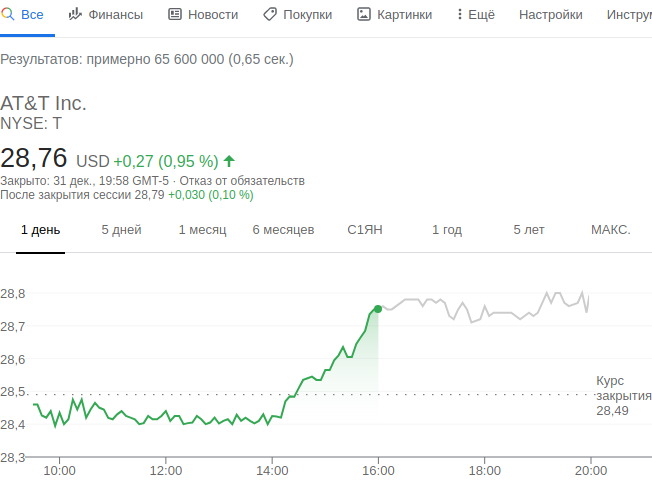 Все Финансы Новости Покупки Картинки Ещё Настройки
Результатов: примерно 65 600 000 (0,65 сек.)
AT&T Inc.
NYSE: T
28,76 USD +0,27 (0,95 %)
Закрыто: 31 дек., 19:58 GMT-5 · Отказ от обязательств
После закрытия сессии 28,79 +0,030 (0,10 %)
1 день 5 дней 1 месяц 6 месяцев С1ЯН 1 год 5 лет МАКС.
28,8
28,7
28,6
28,5
Курс
закрытия
28,49
28,4
28,3
10:00 12:00 14:00 16:00 18:00 20:00